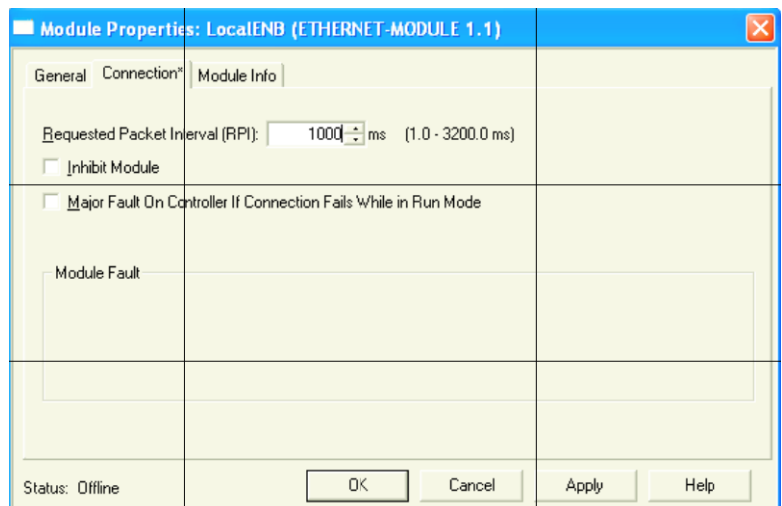 Module Properties: LocalENB (ETHERNET-MODULE 1.1)
General Connection* Module Info
Requested Packet Interval (RPI): 1000 ms (1.0 - 3200.0 ms)
Inhibit Module
Major Fault On Controller If Connection Fails While in Run Mode
Module Fault
Status: Offline OK Cancel Apply Help